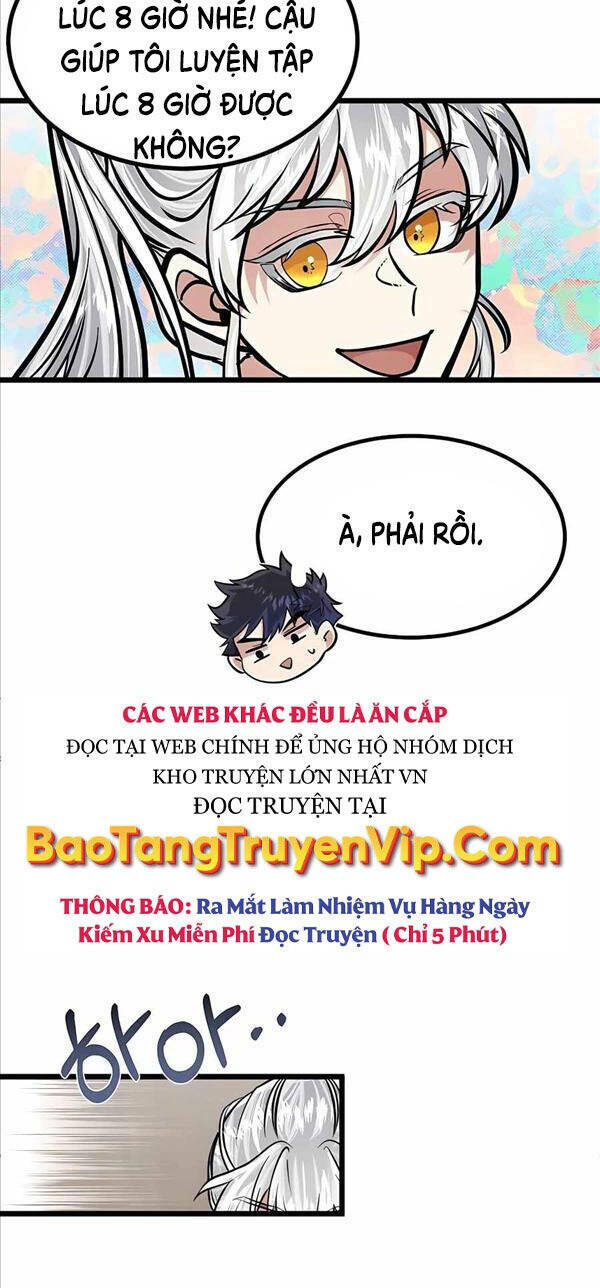 LÚC 8 GIỜ NHÉ! CẬU
GIÚP TÔI LUYỆN TẬP
LÚC 8 GIỜ ĐƯỢC
KHÔNG?
À, PHẢI RỒI.
CÁC WEB KHÁC ĐỀU LÀ ĂN CẮP
ĐỌC TẠI WEB CHÍNH ĐỂ ỦNG HỘ NHÓM DỊCH
KHO TRUYỆN LỚN NHẤT VN
ĐỌC TRUYỆN TẠI
BaoTangTruyenVip.Com
THÔNG BÁO: Ra Mắt Làm Nhiệm Vụ Hàng Ngày
Kiếm Xu Miễn Phí Đọc Truyện ( Chỉ 5 Phút)